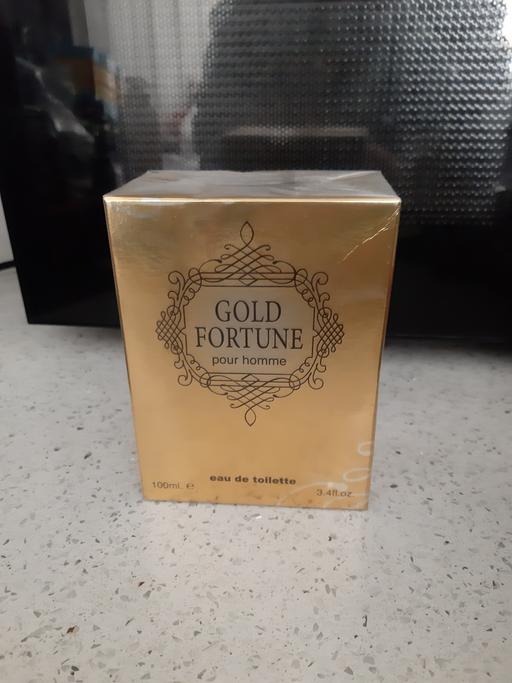 GOLD
FORTUNE
pour homme
eau de toilette
100ml. e
3.4fl.oz.